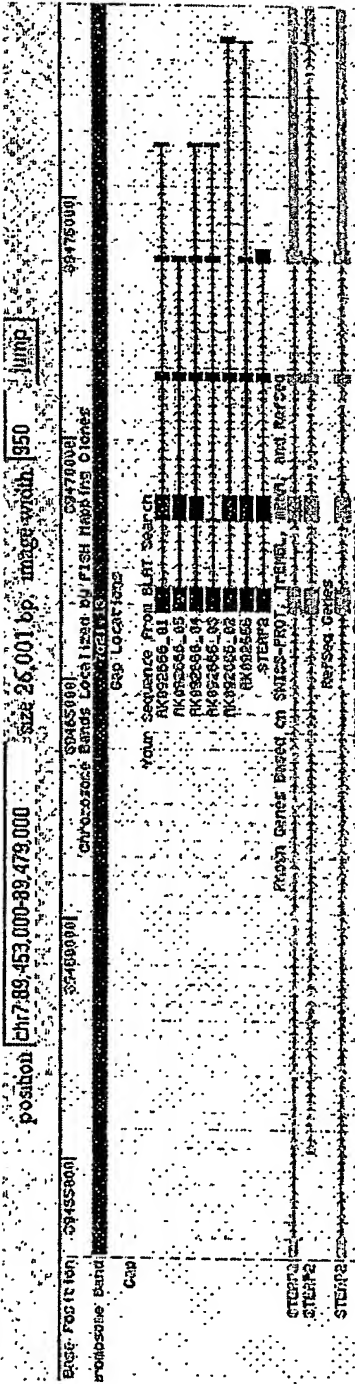 position chr7:89,453,000-89,479,000 size 26,001 bp. image width 950 jump
Base Position 89455000| 89460000| 89465000| 89470000| 89475000|
Chromosome Bands Localized by FISH Mapping Clones
Chromosome Band
Gap Locations
Gap
Your Sequence from BLAT Search
AK092666_01
AK092666_05
AK092666_04
AK092666_03
AK092666_02
AK092666
STEAP2
Known Genes Based on SWISS-PROT, TrEMBL, mRNA, and RefSeq
STEAP2
STEAP2
RefSeq Genes
STEAP2